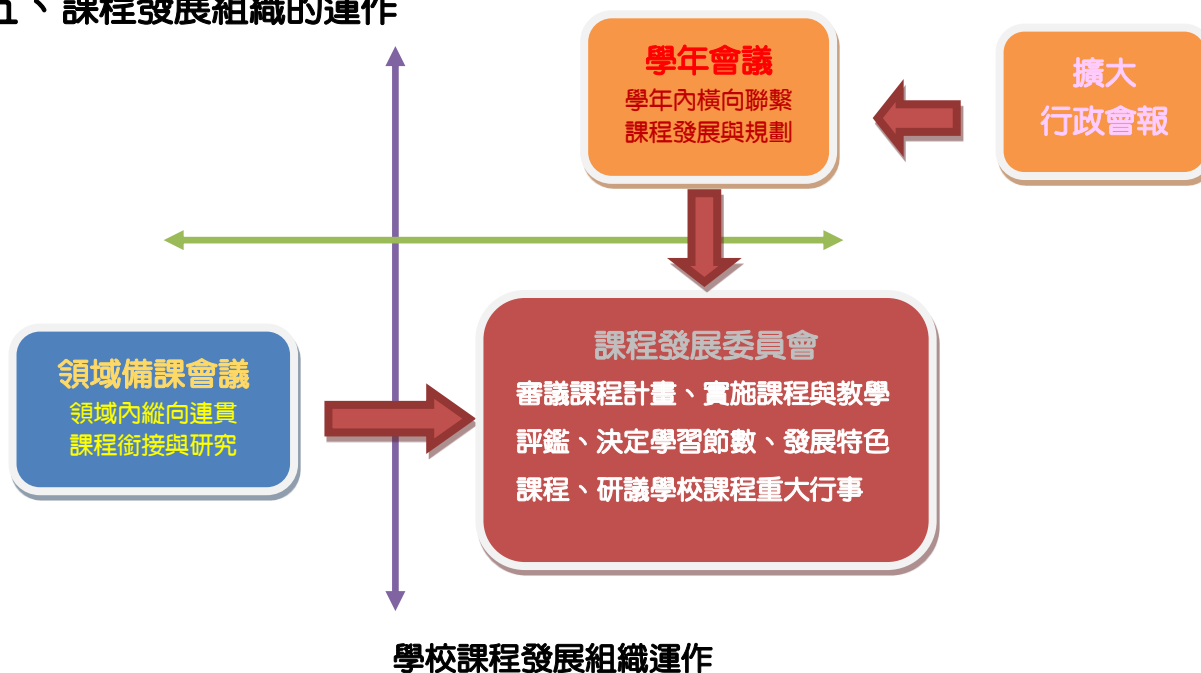 五、課程發展組織的運作
學年會議
學年內橫向聯繫
課程發展與規劃
擴大
行政會報
領域備課會議
領域內縱向連貫
課程銜接與研究
課程發展委員會
審議課程計畫、實施課程與教學
評鑑、決定學習節數、發展特色
課程、研議學校課程重大行事
學校課程發展組織運作